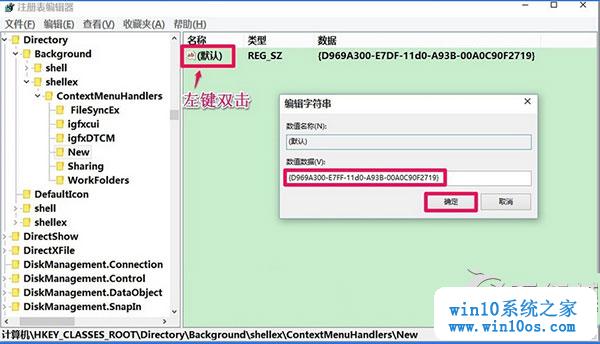 注册表编辑器
文件(F) 编辑(E) 查看(V) 收藏夹(A) 帮助(H)
Directory
Background
shell
shellex
ContextMenuHandlers
FileSyncEx
igfxcui
igfxDTCM
New
Sharing
WorkFolders
DefaultIcon
shell
shellex
DirectShow
DirectXFile
DiskManagement.Connection
DiskManagement.Control
DiskManagement.DataObject
DiskManagement.SnapIn
名称 类型 数据
ab (默认) REG_SZ {D969A300-E7DF-11d0-A93B-00A0C90F2719}
左键双击
编辑字符串
数值名称(N):
(默认)
数值数据(V):
{D969A300-E7FF-11d0-A93B-00A0C90F2719}
确定 取消
win10系统之家
www.win10os.com
计算机\HKEY_CLASSES_ROOT\Directory\Background\shellex\ContextMenuHandlers\New